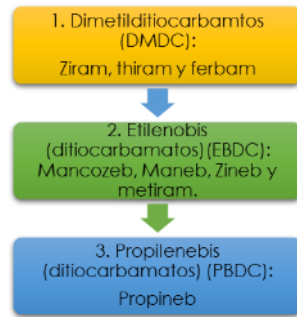 1. Dimetilditiocarbamtos
(DMDC):
Ziram, thiram y ferbam
2. Etilenobis
(ditiocarbamatos)(EBDC):
Mancozeb, Maneb, Zineb y
metiram.
3. Propilenebis
(ditiocarbamatos) (PBDC):
Propineb